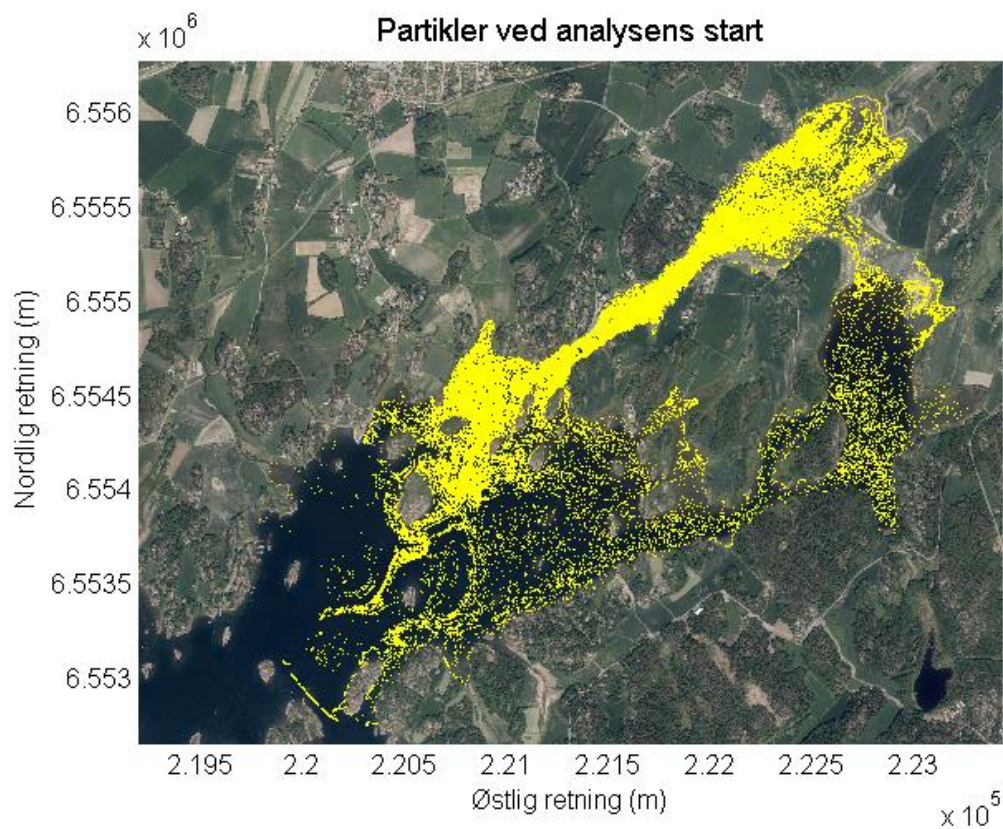 x 10^6
Partikler ved analysens start
6.556
6.5555
6.555
6.5545
6.554
6.5535
6.553
Nordlig retning (m)
2.195 2.2 2.205 2.21 2.215 2.22 2.225 2.23
Østlig retning (m)
x 10^5